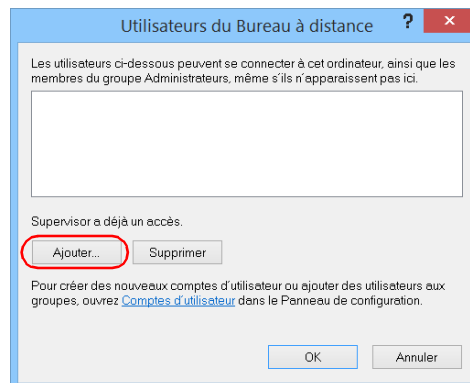 Utilisateurs du Bureau à distance ? ×
Les utilisateurs ci-dessous peuvent se connecter à cet ordinateur, ainsi que les
membres du groupe Administrateurs, même s´ils n´apparaissent pas ici.
Supervisor a déjà un accès.
Ajouter... Supprimer
Pour créer des nouveaux comptes d´utilisateur ou ajouter des utilisateurs aux
groupes, ouvrez Comptes d´utilisateur dans le Panneau de configuration.
OK Annuler